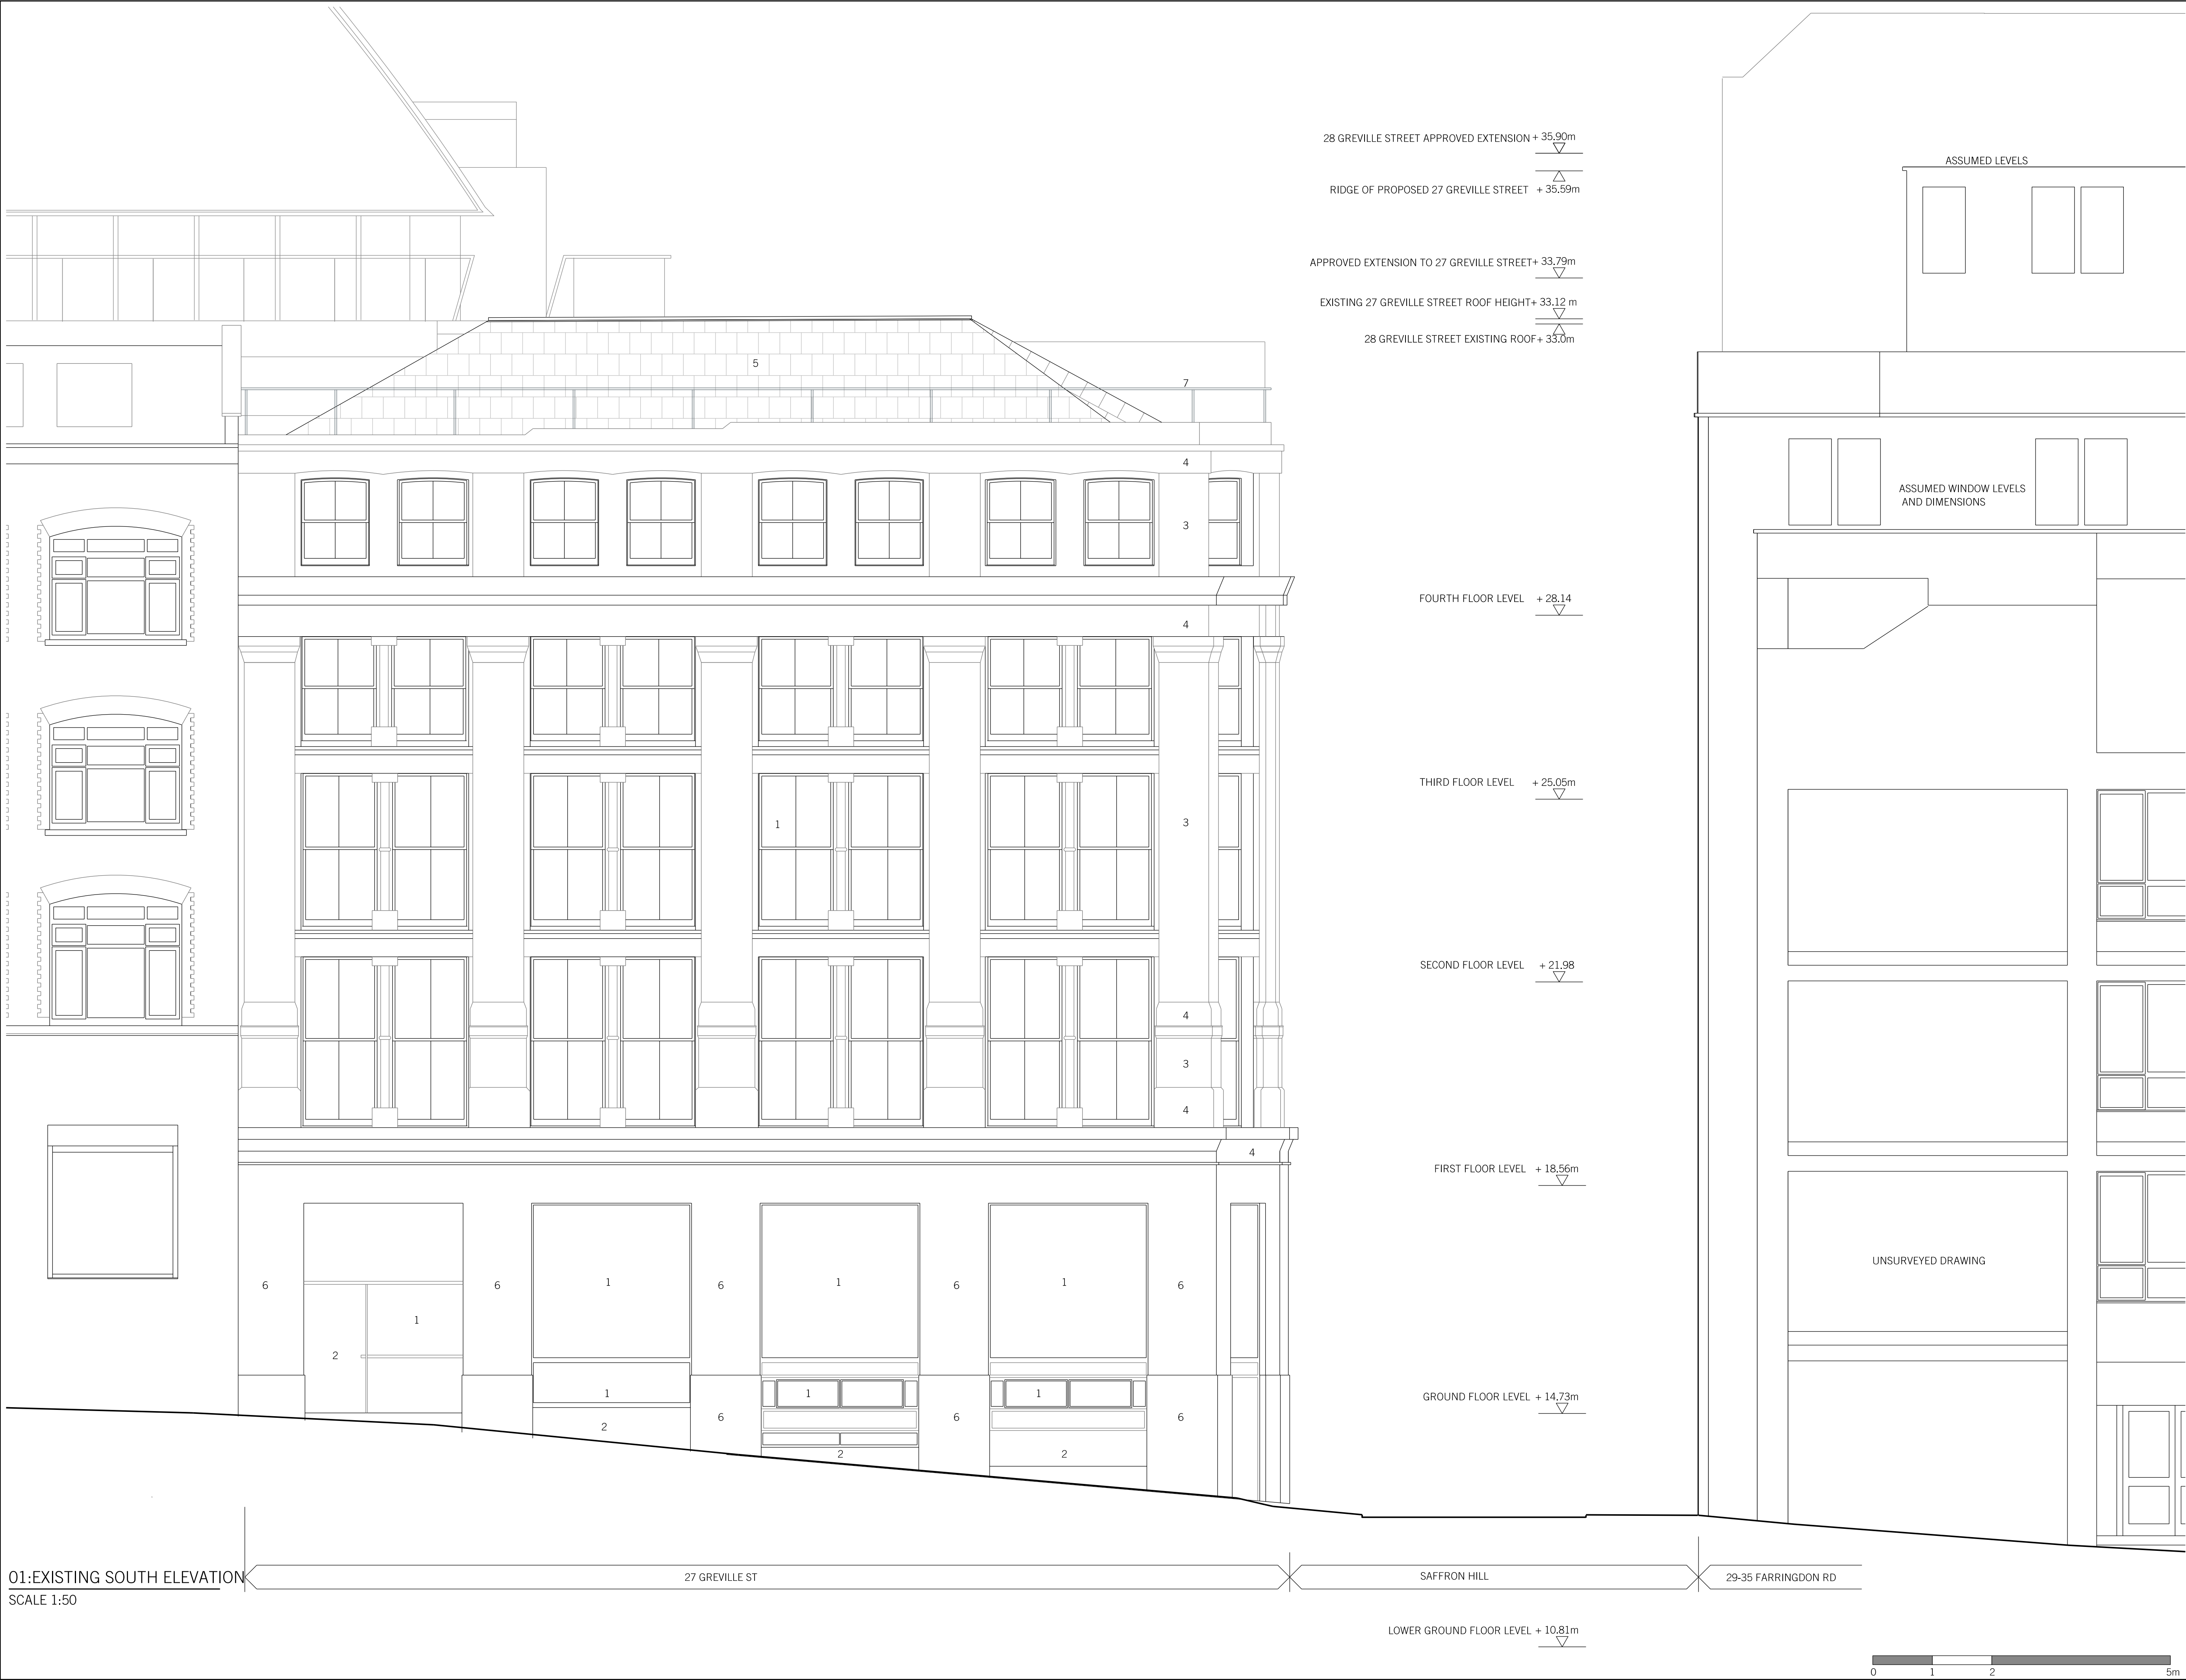 28 GREVILLE STREET APPROVED EXTENSION + 35.90m
ASSUMED LEVELS
RIDGE OF PROPOSED 27 GREVILLE STREET + 35.59m
APPROVED EXTENSION TO 27 GREVILLE STREET+ 33.79m
EXISTING 27 GREVILLE STREET ROOF HEIGHT+ 33.12 m
28 GREVILLE STREET EXISTING ROOF+ 33.0m
5
7
4
3
ASSUMED WINDOW LEVELS
AND DIMENSIONS
FOURTH FLOOR LEVEL + 28.14
4
THIRD FLOOR LEVEL + 25.05m
1
3
SECOND FLOOR LEVEL + 21.98
4
3
4
4
FIRST FLOOR LEVEL + 18.56m
UNSURVEYED DRAWING
6 6 1 6 1 6 1 6
1
2
1 1 1
GROUND FLOOR LEVEL + 14.73m
6 6 6
2 2 2
01:EXISTING SOUTH ELEVATION
SCALE 1:50
27 GREVILLE ST
SAFFRON HILL
29-35 FARRINGDON RD
LOWER GROUND FLOOR LEVEL + 10.81m
0 1 2 5m